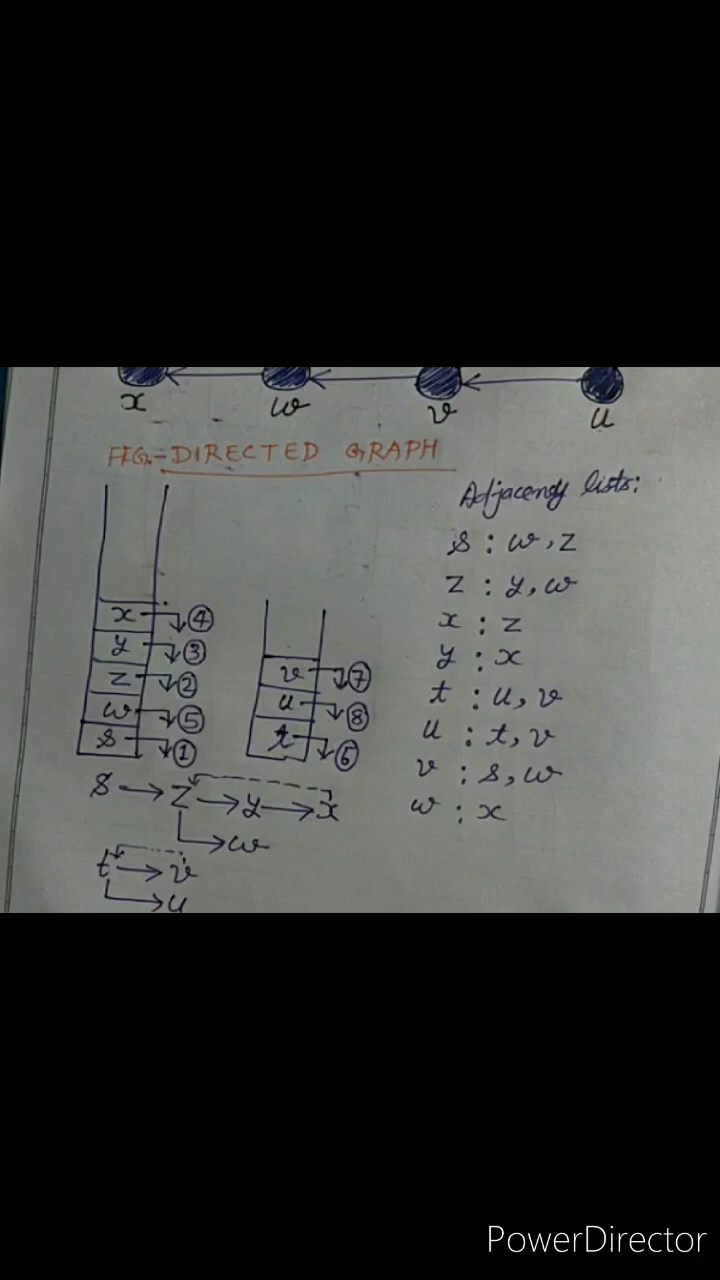 x w v u
FIG.-DIRECTED GRAPH
Adjacency lists:
s : w, z
z : y, w
x : z
y : x
t : u, v
u : t, v
v : s, w
w : x
x ④
y ③
z ②
w ⑤
s ①
v ⑦
u ⑧
t ⑥
s → z → y → x
→ w
t → v
→ u
PowerDirector